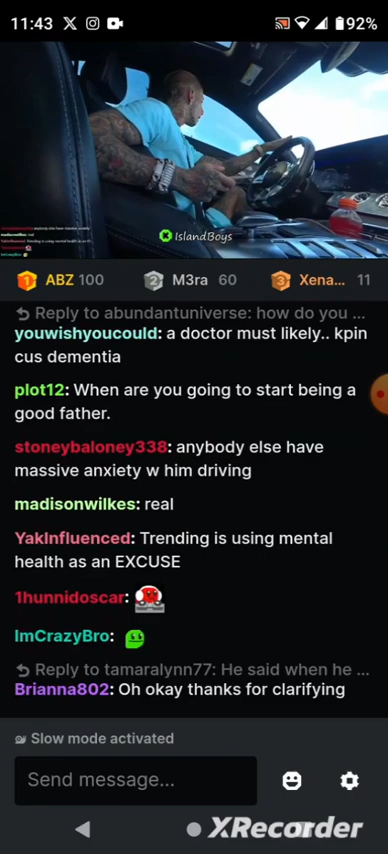 11:43
92%
IslandBoys
ABZ 100
M3ra 60
Xena... 11
Reply to abundantuniverse: how do you ...
youwishyoucould: a doctor must likely.. kpin
cus dementia
plot12: When are you going to start being a
good father.
stoneybaloney338: anybody else have
massive anxiety w him driving
madisonwilkes: real
YakInfluenced: Trending is using mental
health as an EXCUSE
1hunnidoscar:
ImCrazyBro:
Reply to tamaralynn77: He said when he ...
Brianna802: Oh okay thanks for clarifying
Slow mode activated
Send message...
XRecorder